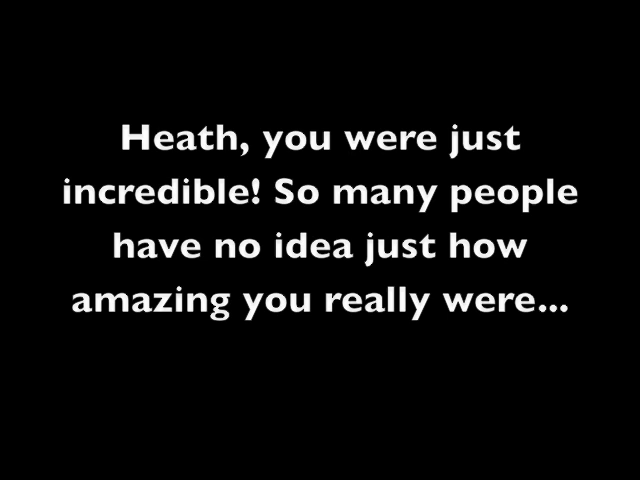 Heath, you were just
incredible! So many people
have no idea just how
amazing you really were...